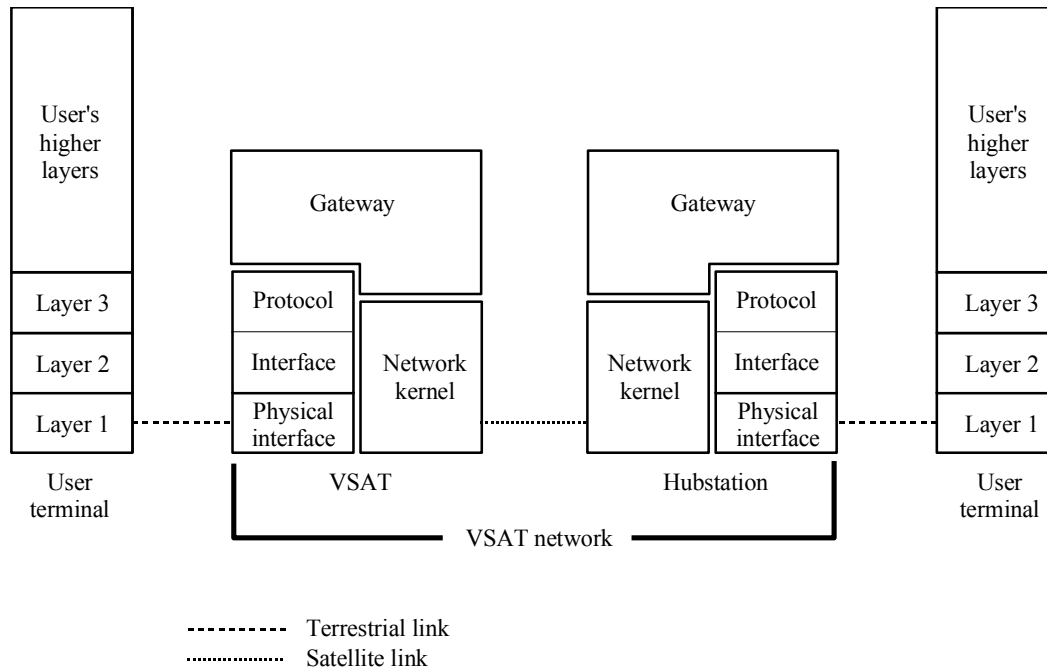 User's
higher
layers
Layer 3
Layer 2
Layer 1
User
terminal
Gateway
Protocol
Interface
Physical
interface
Network
kernel
VSAT
Gateway
Network
kernel
Protocol
Interface
Physical
interface
Hubstation
VSAT network
User's
higher
layers
Layer 3
Layer 2
Layer 1
User
terminal
Terrestrial link
Satellite link